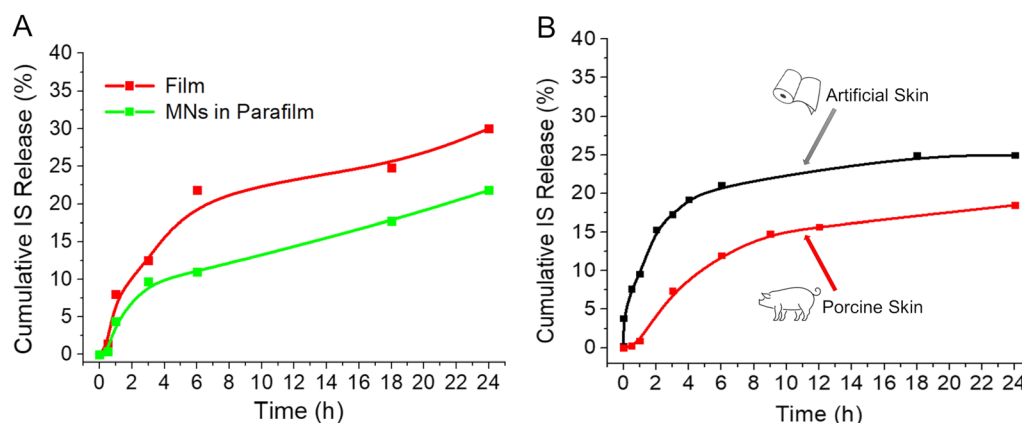 A
Cumulative IS Release (%)
40
35
30
25
20
15
10
5
0
Film
MNs in Parafilm
0 2 4 6 8 10 12 14 16 18 20 22 24
Time (h)
B
Cumulative IS Release (%)
40
35
30
25
20
15
10
5
0
Artificial Skin
Porcine Skin
0 2 4 6 8 10 12 14 16 18 20 22 24
Time (h)